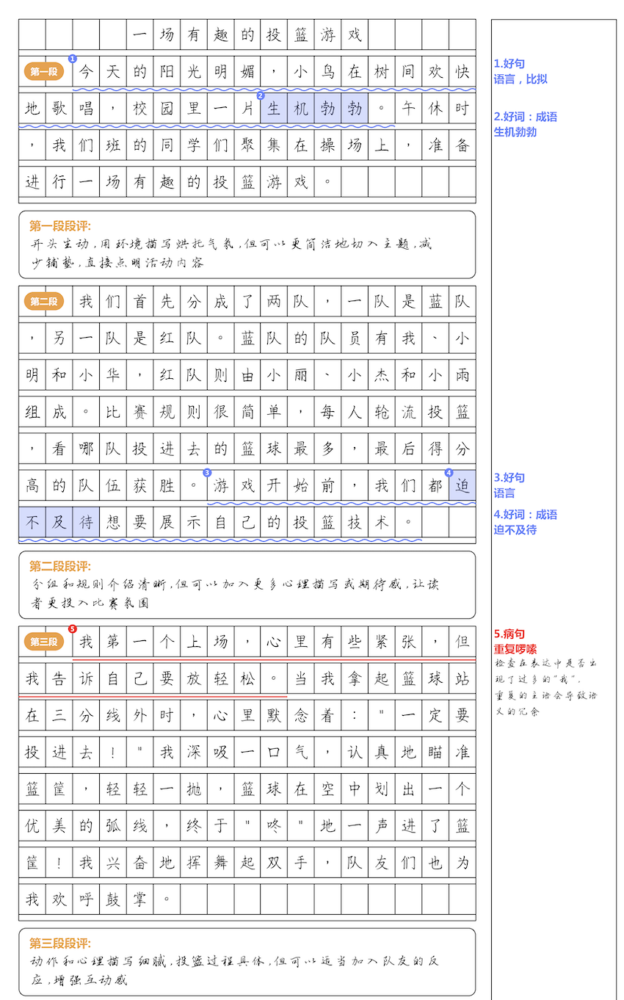 一场有趣的投篮游戏
第一段
1
今天的阳光明媚，小鸟在树间欢快
2
地歌唱，校园里一片生机勃勃。午休时
，我们班的同学们聚集在操场上，准备
进行一场有趣的投篮游戏。
1.好句
语言，比拟
2.好词：成语
生机勃勃
第一段段评:
开头生动,用环境描写烘托气氛,但可以更简洁地切入主题,减
少铺垫,直接点明活动内容
第二段
我们首先分成了两队，一队是蓝队
，另一队是红队。蓝队的队员有我、小
明和小华，红队则由小丽、小杰和小雨
组成。比赛规则很简单，每人轮流投篮
，看哪队投进去的篮球最多，最后得分
3
4
高的队伍获胜。游戏开始前，我们都迫
不及待想要展示自己的投篮技术。
3.好句
语言
4.好词：成语
迫不及待
第二段段评:
分组和规则介绍清晰,但可以加入更多心理描写或期待感,让读
者更投入比赛氛围
第三段
5
我第一个上场，心里有些紧张，但
我告诉自己要放轻松。当我拿起篮球站
在三分线外时，心里默念着："一定要
投进去！"我深吸一口气，认真地瞄准
篮筐，轻轻一抛，篮球在空中划出一个
优美的弧线，终于"咚"地一声进了篮
筐！我兴奋地挥舞起双手，队友们也为
我欢呼鼓掌。
5.病句
重复啰嗦
检查在表达中是否出
现了过多的"我"，
重复的主语会导致语
义的冗余
第三段段评:
动作和心理描写细腻,投篮过程具体,但可以适当加入队友的反
应,增强互动感